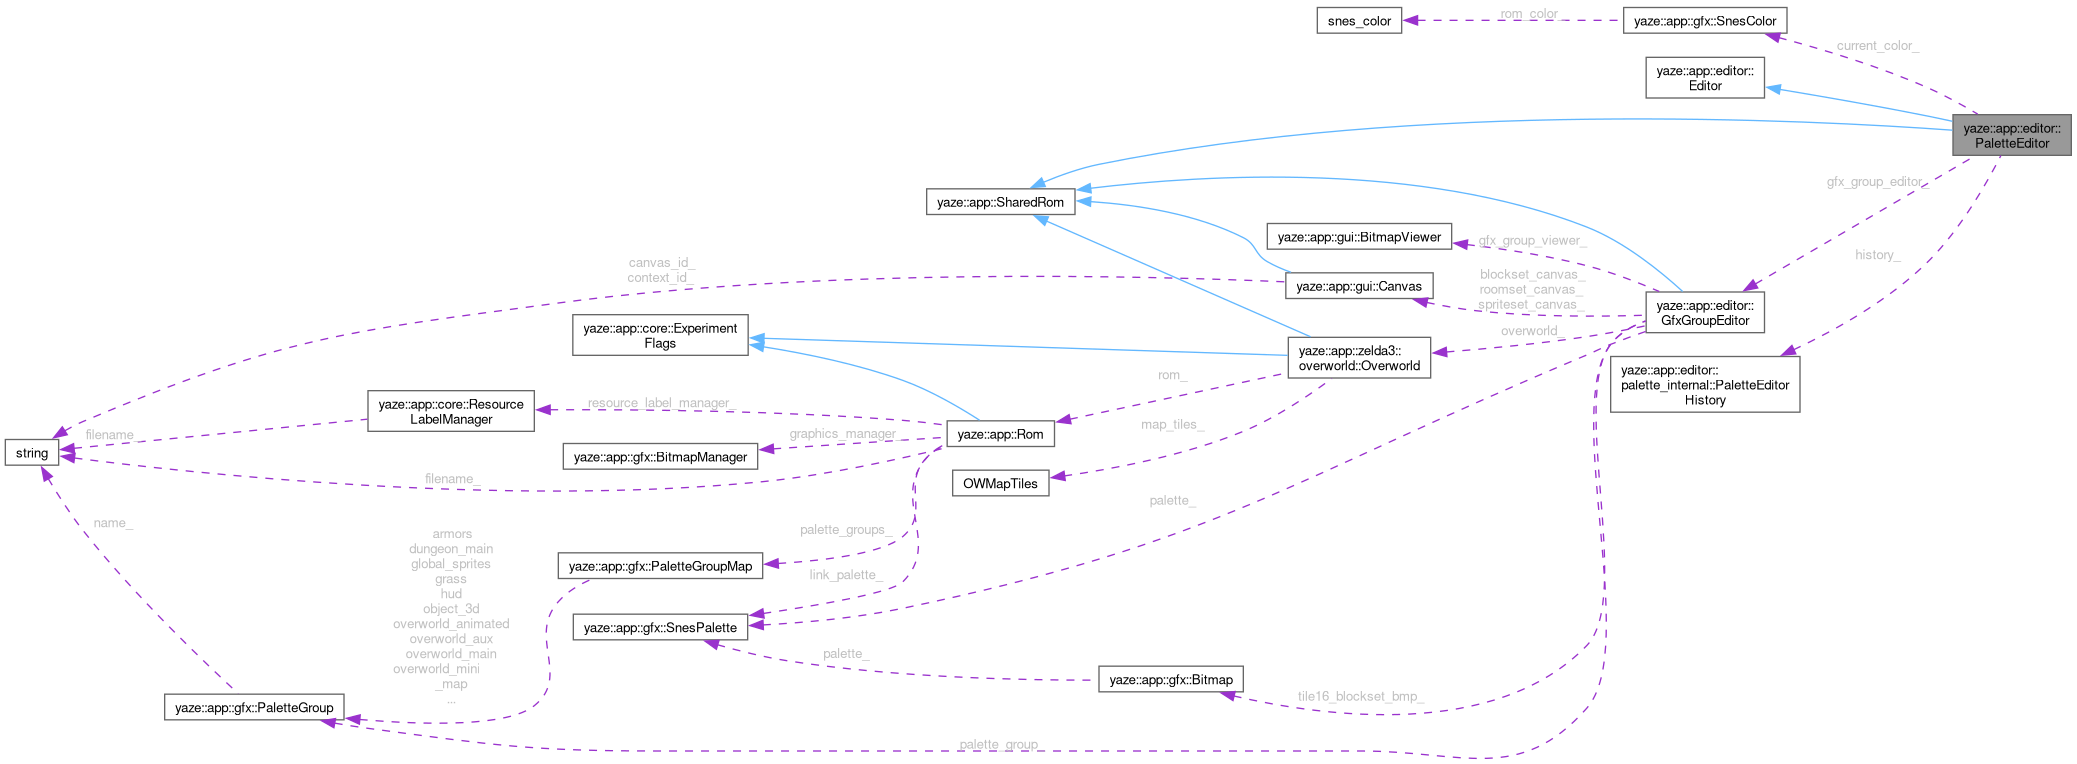 snes_color
rom_color_
yaze::app::gfx::SnesColor
current_color_
yaze::app::editor::
Editor
yaze::app::editor::
PaletteEditor
gfx_group_editor_
history_
yaze::app::SharedRom
yaze::app::gui::BitmapViewer
gfx_group_viewer_
canvas_id_
context_id_
yaze::app::gui::Canvas
blockset_canvas_
roomset_canvas_
spriteset_canvas_
yaze::app::editor::
GfxGroupEditor
overworld_
yaze::app::core::Experiment
Flags
yaze::app::zelda3::
overworld::Overworld
yaze::app::editor::
palette_internal::PaletteEditor
History
rom_
map_tiles_
yaze::app::core::Resource
LabelManager
resource_label_manager_
filename_
string
graphics_manager_
yaze::app::Rom
yaze::app::gfx::BitmapManager
filename_
OWMapTiles
palette_
name_
palette_groups_
armors
dungeon_main
global_sprites
grass
hud
object_3d
overworld_animated
overworld_aux
overworld_main
overworld_mini
_map
...
yaze::app::gfx::PaletteGroupMap
link_palette_
yaze::app::gfx::SnesPalette
palette_
yaze::app::gfx::Bitmap
tile16_blockset_bmp_
yaze::app::gfx::PaletteGroup
palette_group_